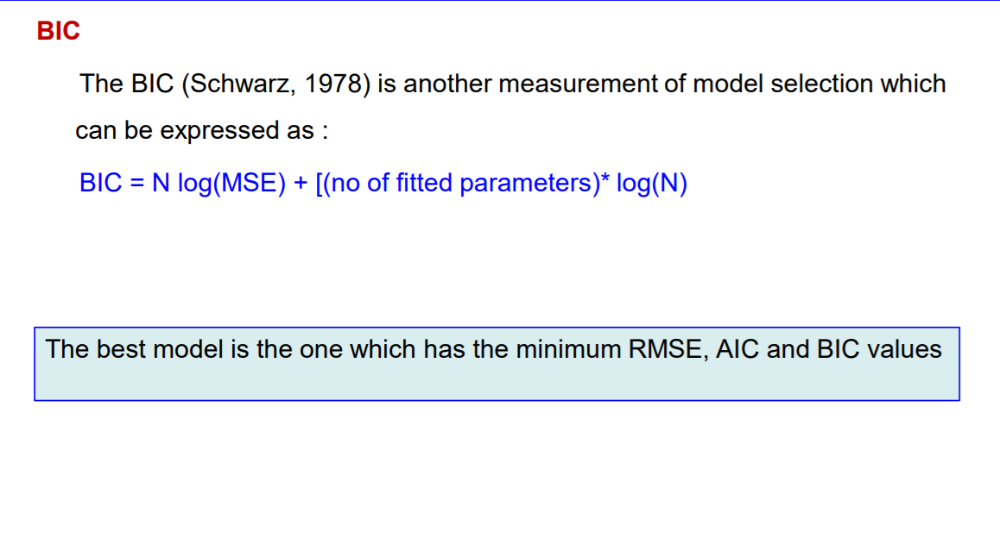 BIC
The BIC (Schwarz, 1978) is another measurement of model selection which
can be expressed as :
BIC = N log(MSE) + [(no of fitted parameters)* log(N)
The best model is the one which has the minimum RMSE, AIC and BIC values